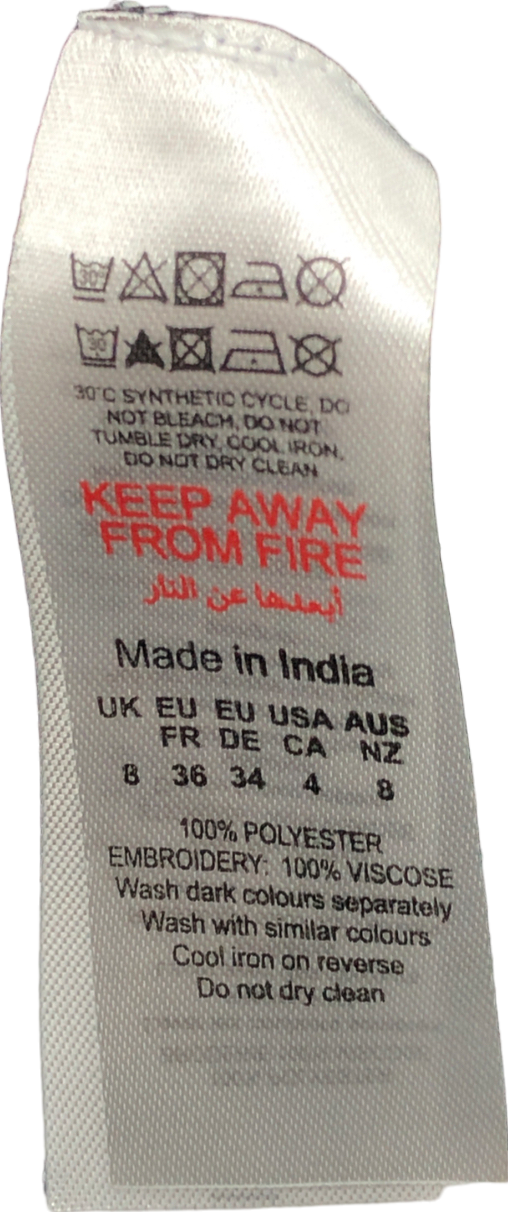 30
30
30°C SYNTHETIC CYCLE, DO
NOT BLEACH, DO NOT
TUMBLE DRY, COOL IRON,
DO NOT DRY CLEAN
KEEP AWAY
FROM FIRE
أبعدها عن النار
Made in India
UK EU EU USA AUS
FR DE CA NZ
8 36 34 4 8
100% POLYESTER
EMBROIDERY: 100% VISCOSE
Wash dark colours separately
Wash with similar colours
Cool iron on reverse
Do not dry clean